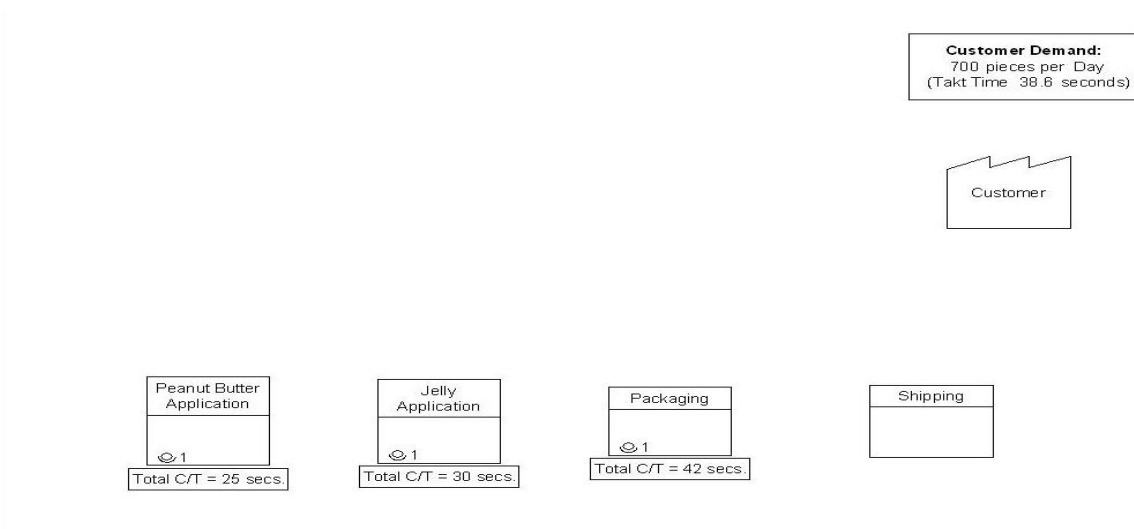 Customer Demand:
700 pieces per Day
(Takt Time 38.6 seconds)
Customer
Peanut Butter
Application
1
Total C/T = 25 secs.
Jelly
Application
1
Total C/T = 30 secs.
Packaging
1
Total C/T = 42 secs.
Shipping